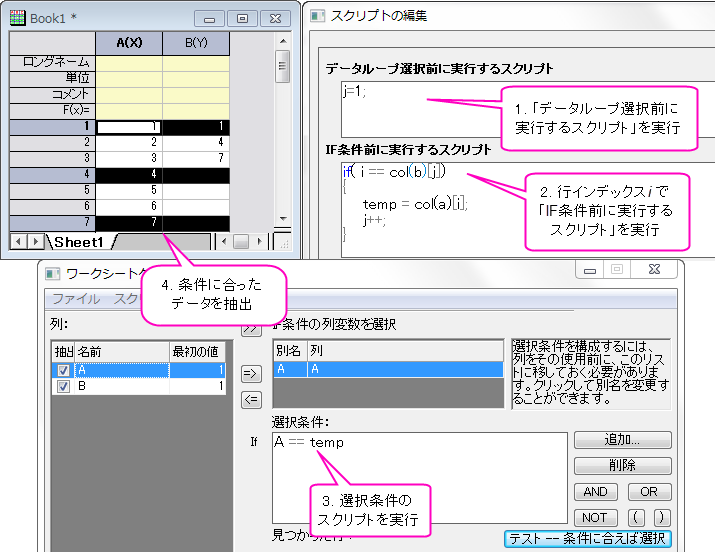 Book1 *
A(X) B(Y)
ロングネーム
単位
コメント
F(x)=
1 1 1
2 2 4
3 3 7
4 4
5 5
6 6
7 7
Sheet1
スクリプトの編集
データループ選択前に実行するスクリプト
j=1;
1. 「データループ選択前に
実行するスクリプト」を実行
IF条件前に実行するスクリプト
if( i == col(b)[j])
{
temp = col(a)[i];
j++;
}
2. 行インデックスiで
「IF条件前に実行する
スクリプト」を実行
4. 条件に合った
データを抽出
ワークシート
ファイル スク
列:
抽出 名前 最初の値
A 1
B 1
>>
=>
<=
IF条件の列変数を選択
別名 列
A A
選択条件を構成するには、
列をその使用前に、このリス
トに移しておく必要がありま
す。クリックして別名を変更す
ることができます。
選択条件:
If
A == temp
3. 選択条件の
スクリプトを実行
追加...
削除
AND OR
NOT ( )
テスト -- 条件に合えば選択